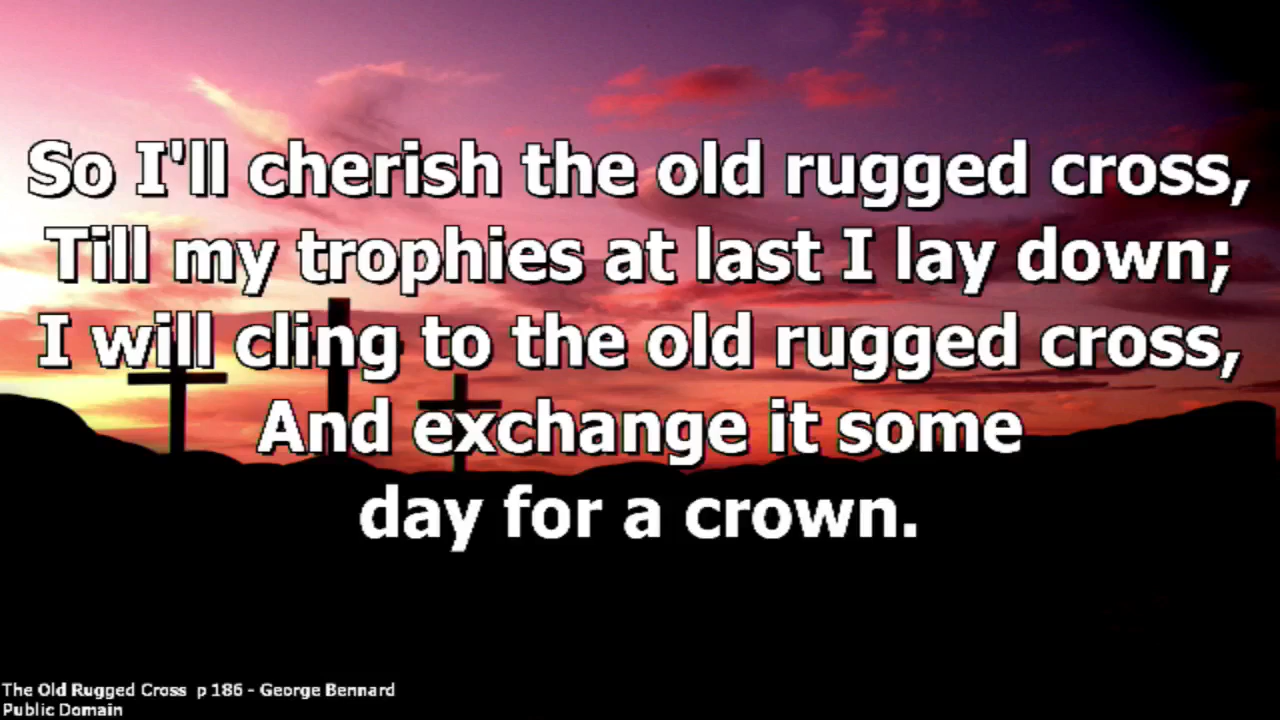 So I'll cherish the old rugged cross,
Till my trophies at last I lay down;
I will cling to the old rugged cross,
And exchange it some
day for a crown.
The Old Rugged Cross p 186 - George Bennard
Public Domain